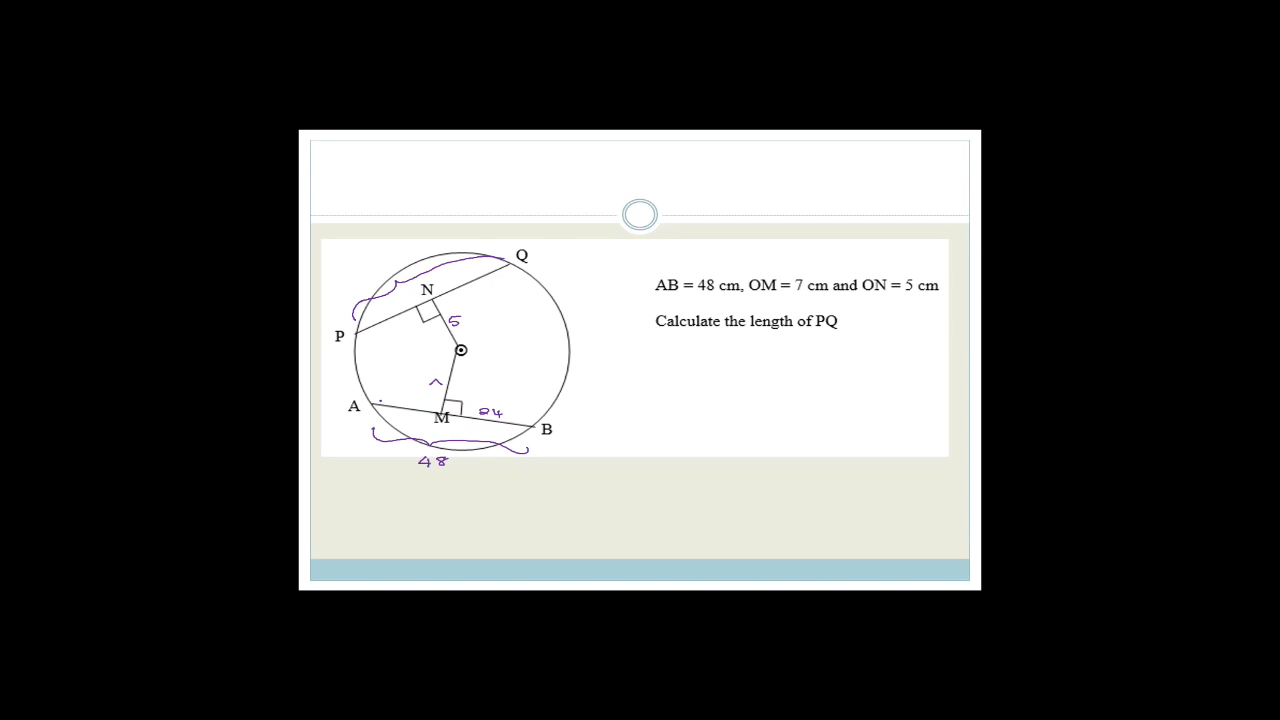 Q
N
AB = 48 cm, OM = 7 cm and ON = 5 cm
5
Calculate the length of PQ
P
A
M
24
B
48